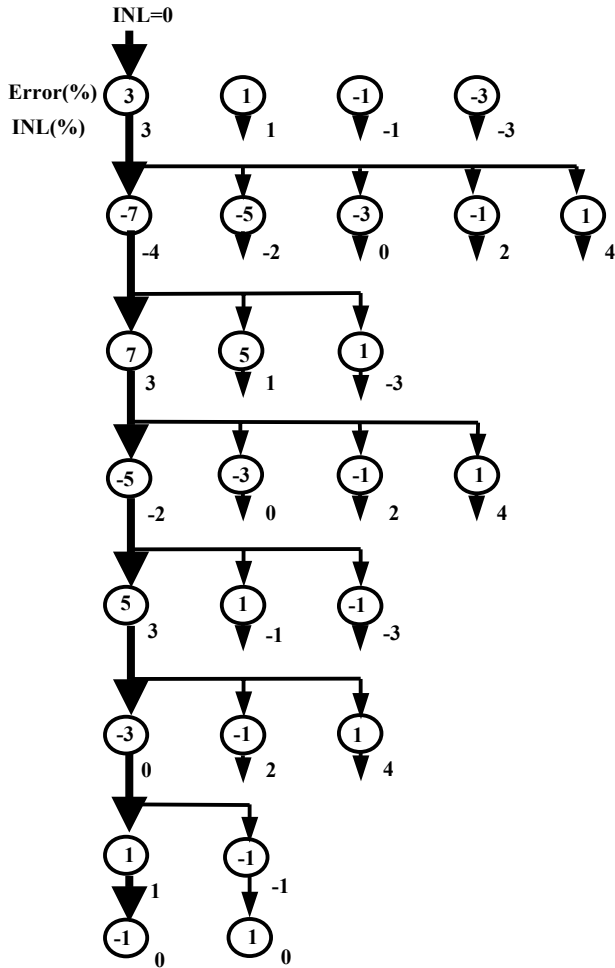 INL=0
Error(%) 3 1 -1 -3
INL(%) 3 1 -1 -3
-7 -5 -3 -1 1
-4 -2 0 2 4
7 5 1
3 1 -3
-5 -3 -1 1
-2 0 2 4
5 1 -1
3 -1 -3
-3 -1 1
0 2 4
1 -1
1 -1
-1 1
0 0